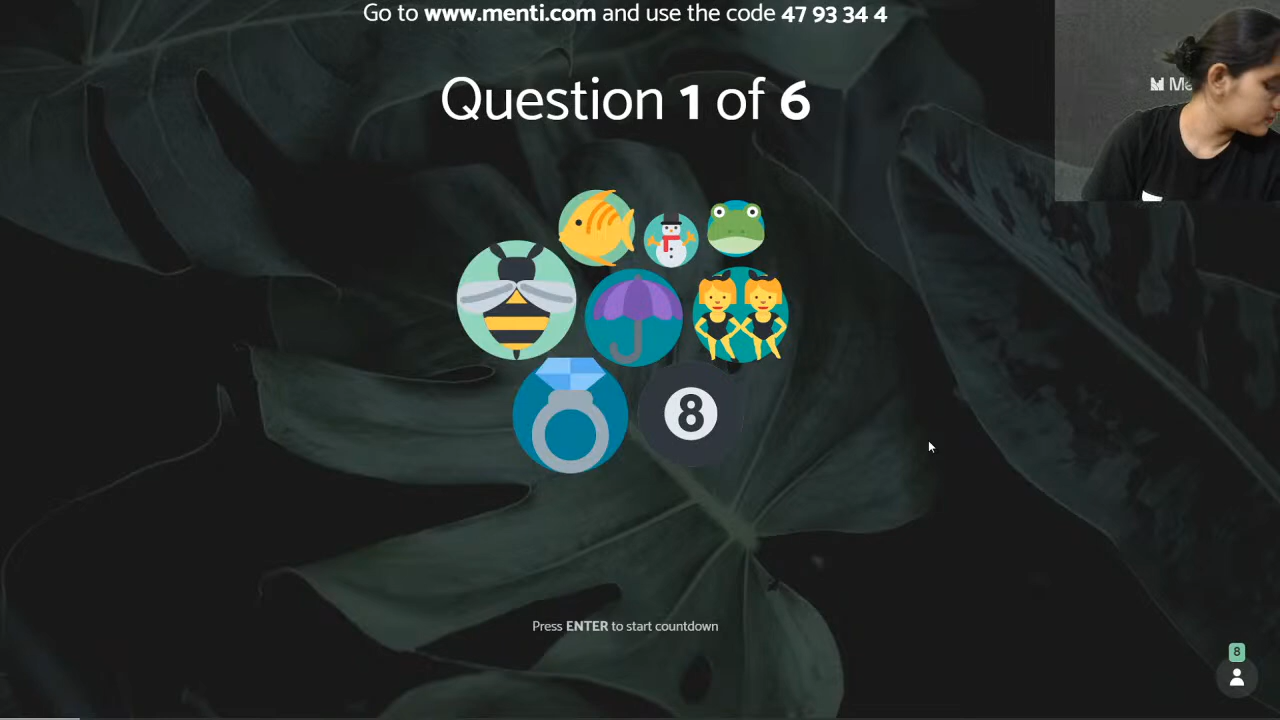 Go to www.menti.com and use the code 47 93 34 4
Question 1 of 6
8
Press ENTER to start countdown
8